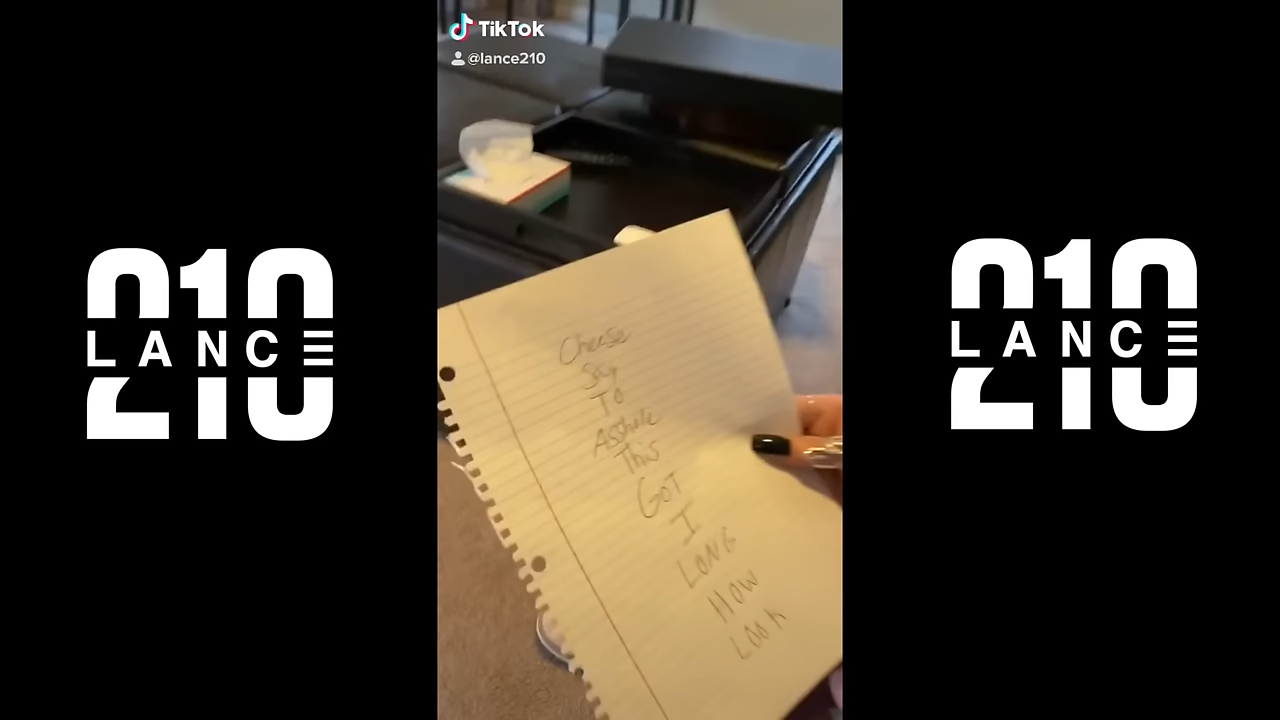 TikTok
@lance210
210
LANCE
210
LANCE
Cheese
Say
To
Asshole
This
GOT
I
LONG
HOW
LOOK